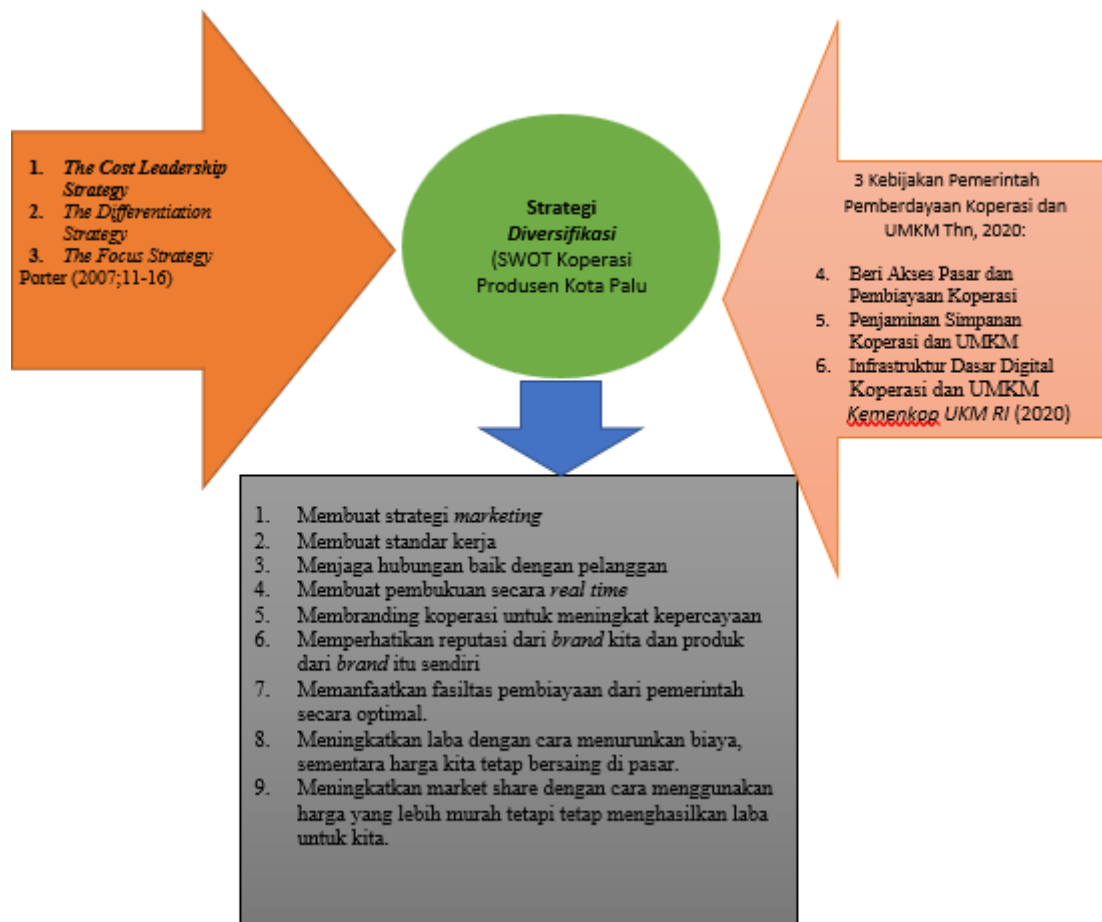 1. The Cost Leadership
Strategy
2. The Differentiation
Strategy
3. The Focus Strategy
Porter (2007;11-16)
Strategi
Diversifikasi
(SWOT Koperasi
Produsen Kota Palu
3 Kebijakan Pemerintah
Pemberdayaan Koperasi dan
UMKM Thn, 2020:
4. Beri Akses Pasar dan
Pembiayaan Koperasi
5. Penjaminan Simpanan
Koperasi dan UMKM
6. Infrastruktur Dasar Digital
Koperasi dan UMKM
Kemenkop UKM RI (2020)
1. Membuat strategi marketing
2. Membuat standar kerja
3. Menjaga hubungan baik dengan pelanggan
4. Membuat pembukuan secara real time
5. Membranding koperasi untuk meningkat kepercayaan
6. Memperhatikan reputasi dari brand kita dan produk
dari brand itu sendiri
7. Memanfaatkan fasiltas pembiayaan dari pemerintah
secara optimal.
8. Meningkatkan laba dengan cara menurunkan biaya,
sementara harga kita tetap bersaing di pasar.
9. Meningkatkan market share dengan cara menggunakan
harga yang lebih murah tetapi tetap menghasilkan laba
untuk kita.